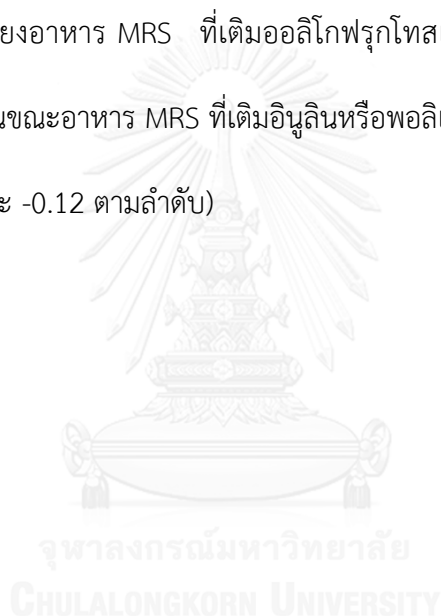 ยงอาหาร MRS ที่เติมออลิโกฟรุกโทส
นขณะอาหาร MRS ที่เติมอินูลินหรือพอลิ
ะ -0.12 ตามลำดับ)
จุฬาลงกรณ์มหาวิทยาลัย
CHULALONGKORN UNIVERSITY